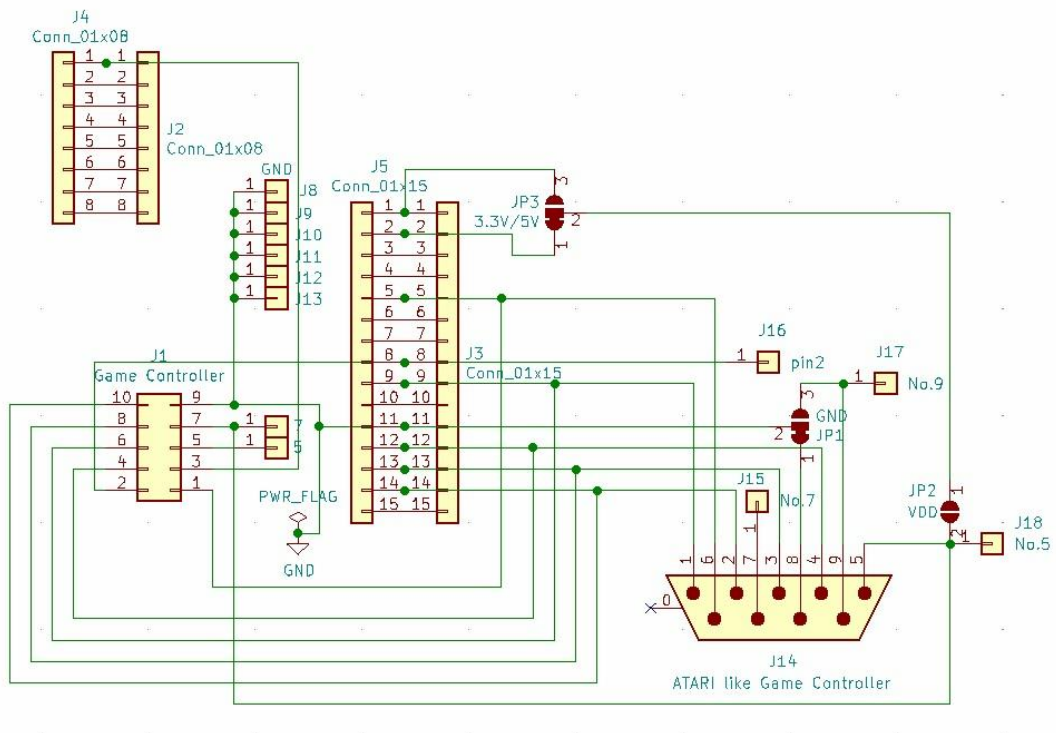 J4
Conn_01x08
1 1
2 2
3 3
4 4
5 5
6 6
7 7
8 8
J2
Conn_01x08
GND
1 J8
J9
1 J10
1 J11
1 J12
1 J13
1
J5
Conn_01x15
1 1
2 2
3 3
4 4
5 5
6 6
7 7
8 8
9 9
10 10
11 11
12 12
13 13
14 14
15 15
J3
Conn_01x15
JP3
3.3V/5V
3
2
1
J16
1 pin2
J17
1 No.9
3
GND
2 JP1
1
J1
Game Controller
10 9
8 7
6 5
4 3
2 1
1 7
1 5
PWR_FLAG
GND
J15
No.7
1
JP2
VDD
1
2
J18
1 No.5
1 6 2 7 3 8 4 9 5
0
J14
ATARI like Game Controller